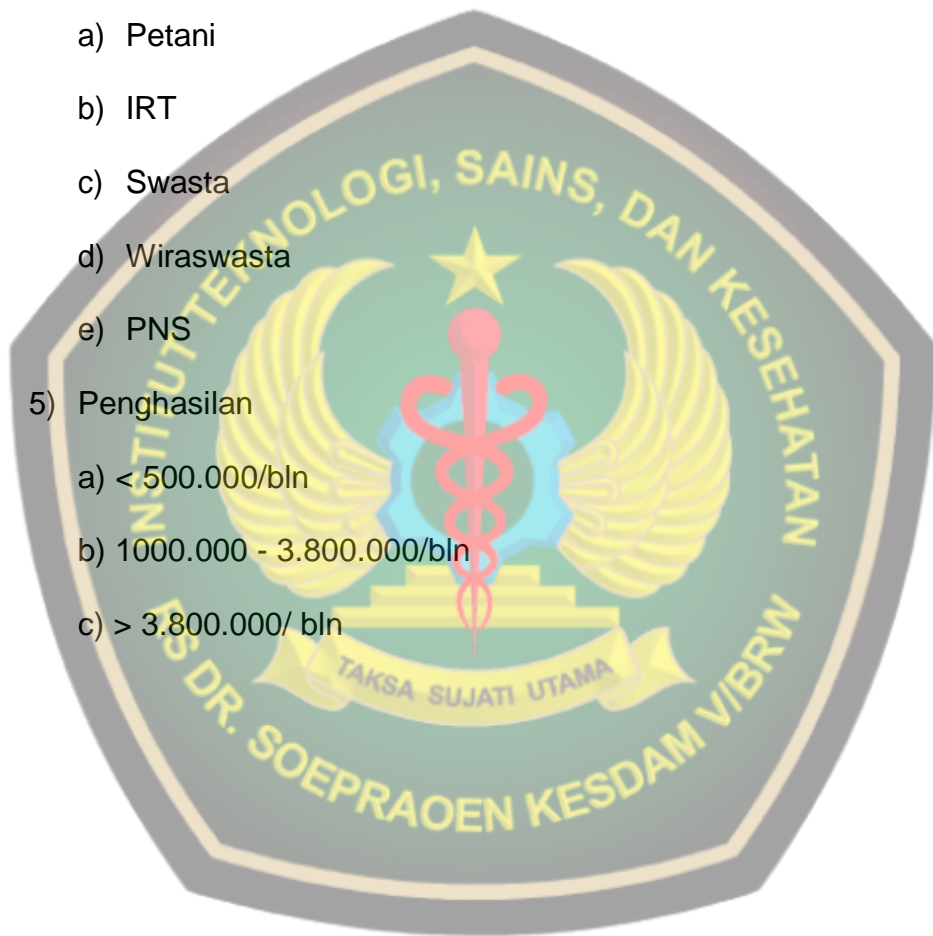 a) Petani
b) IRT
c) Swasta
d) Wiraswasta
e) PNS
5) Penghasilan
a) < 500.000/bln
b) 1000.000 - 3.800.000/bln
c) > 3.800.000/ bln
INSTITUT TEKNOLOGI, SAINS, DAN KESEHATAN
RS DR. SOEPRAOEN KESDAM V/BRW
TAKSA SUJATI UTAMA